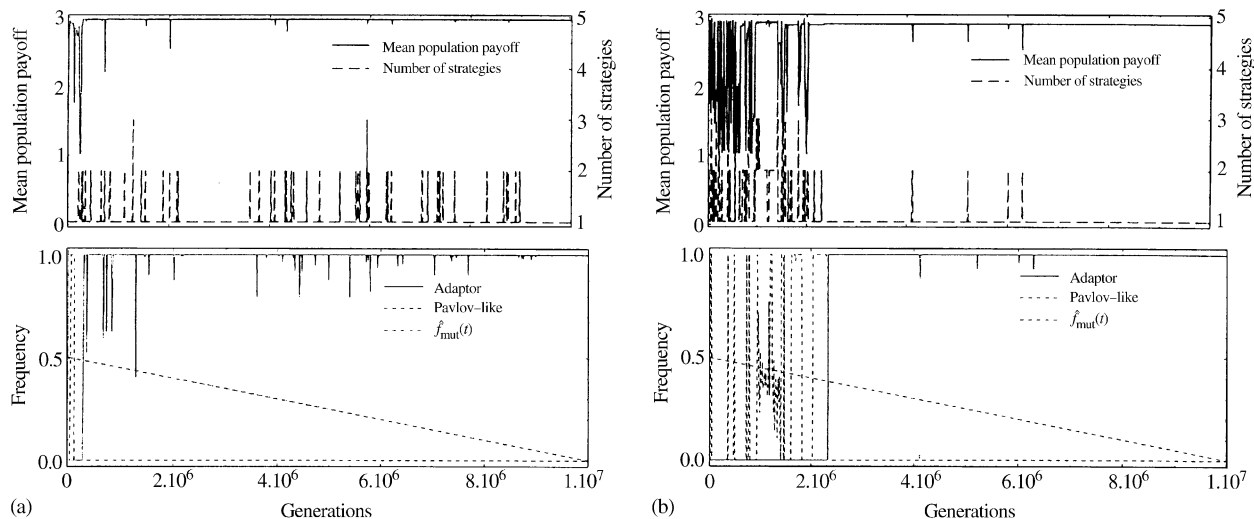 3
2
1
0
Mean population payoff
5
4
3
2
1
Number of strategies
Mean population payoff
Number of strategies
1.0
0.5
0.0
Frequency
Adaptor
Pavlov–like
f̂mut(t)
0
2.10⁶
4.10⁶
6.10⁶
8.10⁶
1.10⁷
(a)
Generations
3
2
1
0
Mean population payoff
5
4
3
2
1
Number of strategies
Mean population payoff
Number of strategies
1.0
0.5
0.0
Frequency
Adaptor
Pavlov–like
f̂mut(t)
0
2.10⁶
4.10⁶
6.10⁶
8.10⁶
1.10⁷
(b)
Generations